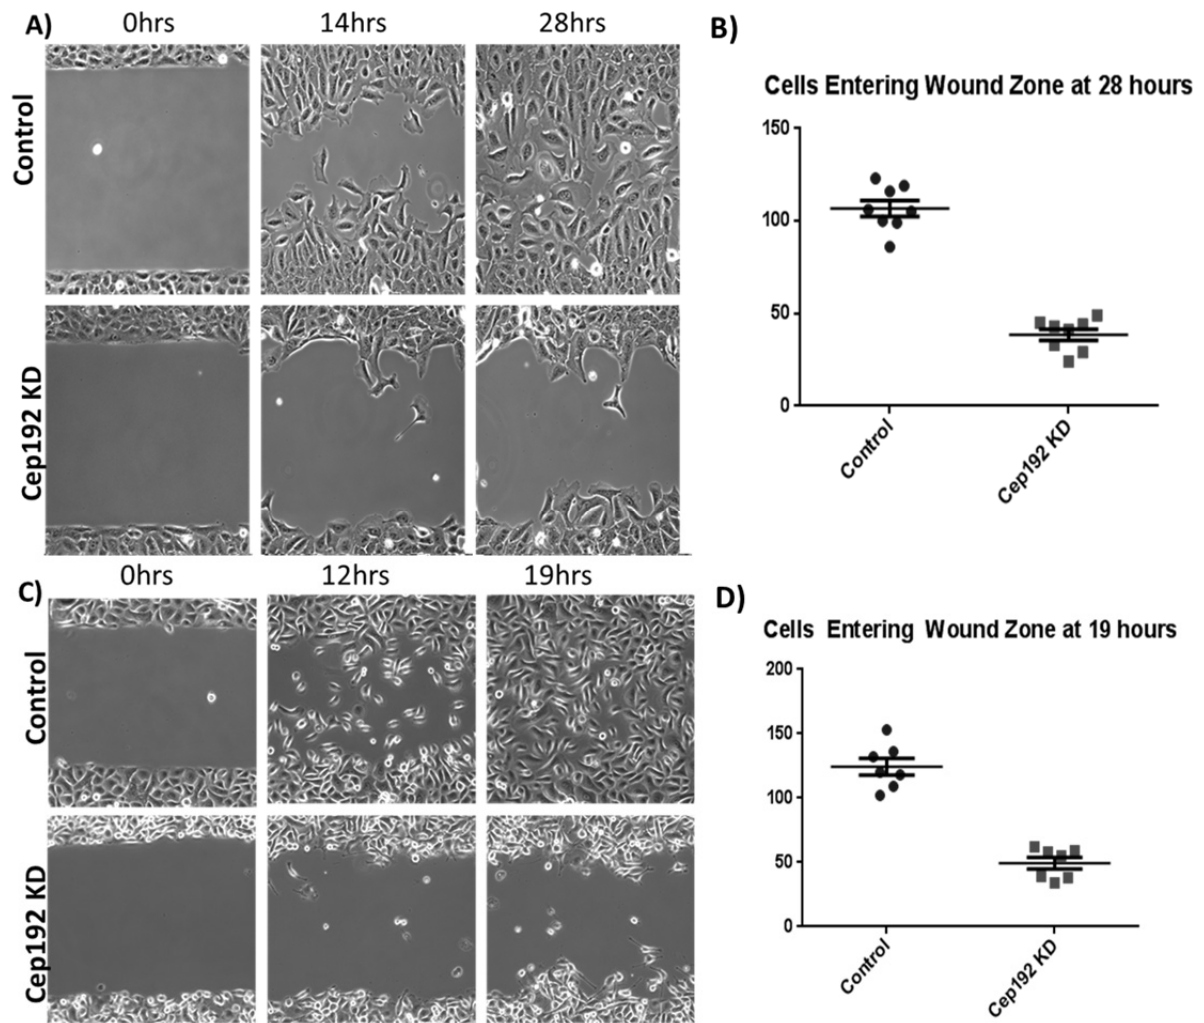 A)
0hrs
14hrs
28hrs
Control
Cep192 KD
B)
Cells Entering Wound Zone at 28 hours
150
100
50
0
Control
Cep192 KD
C)
0hrs
12hrs
19hrs
Control
Cep192 KD
D)
Cells Entering Wound Zone at 19 hours
200
150
100
50
0
Control
Cep192 KD